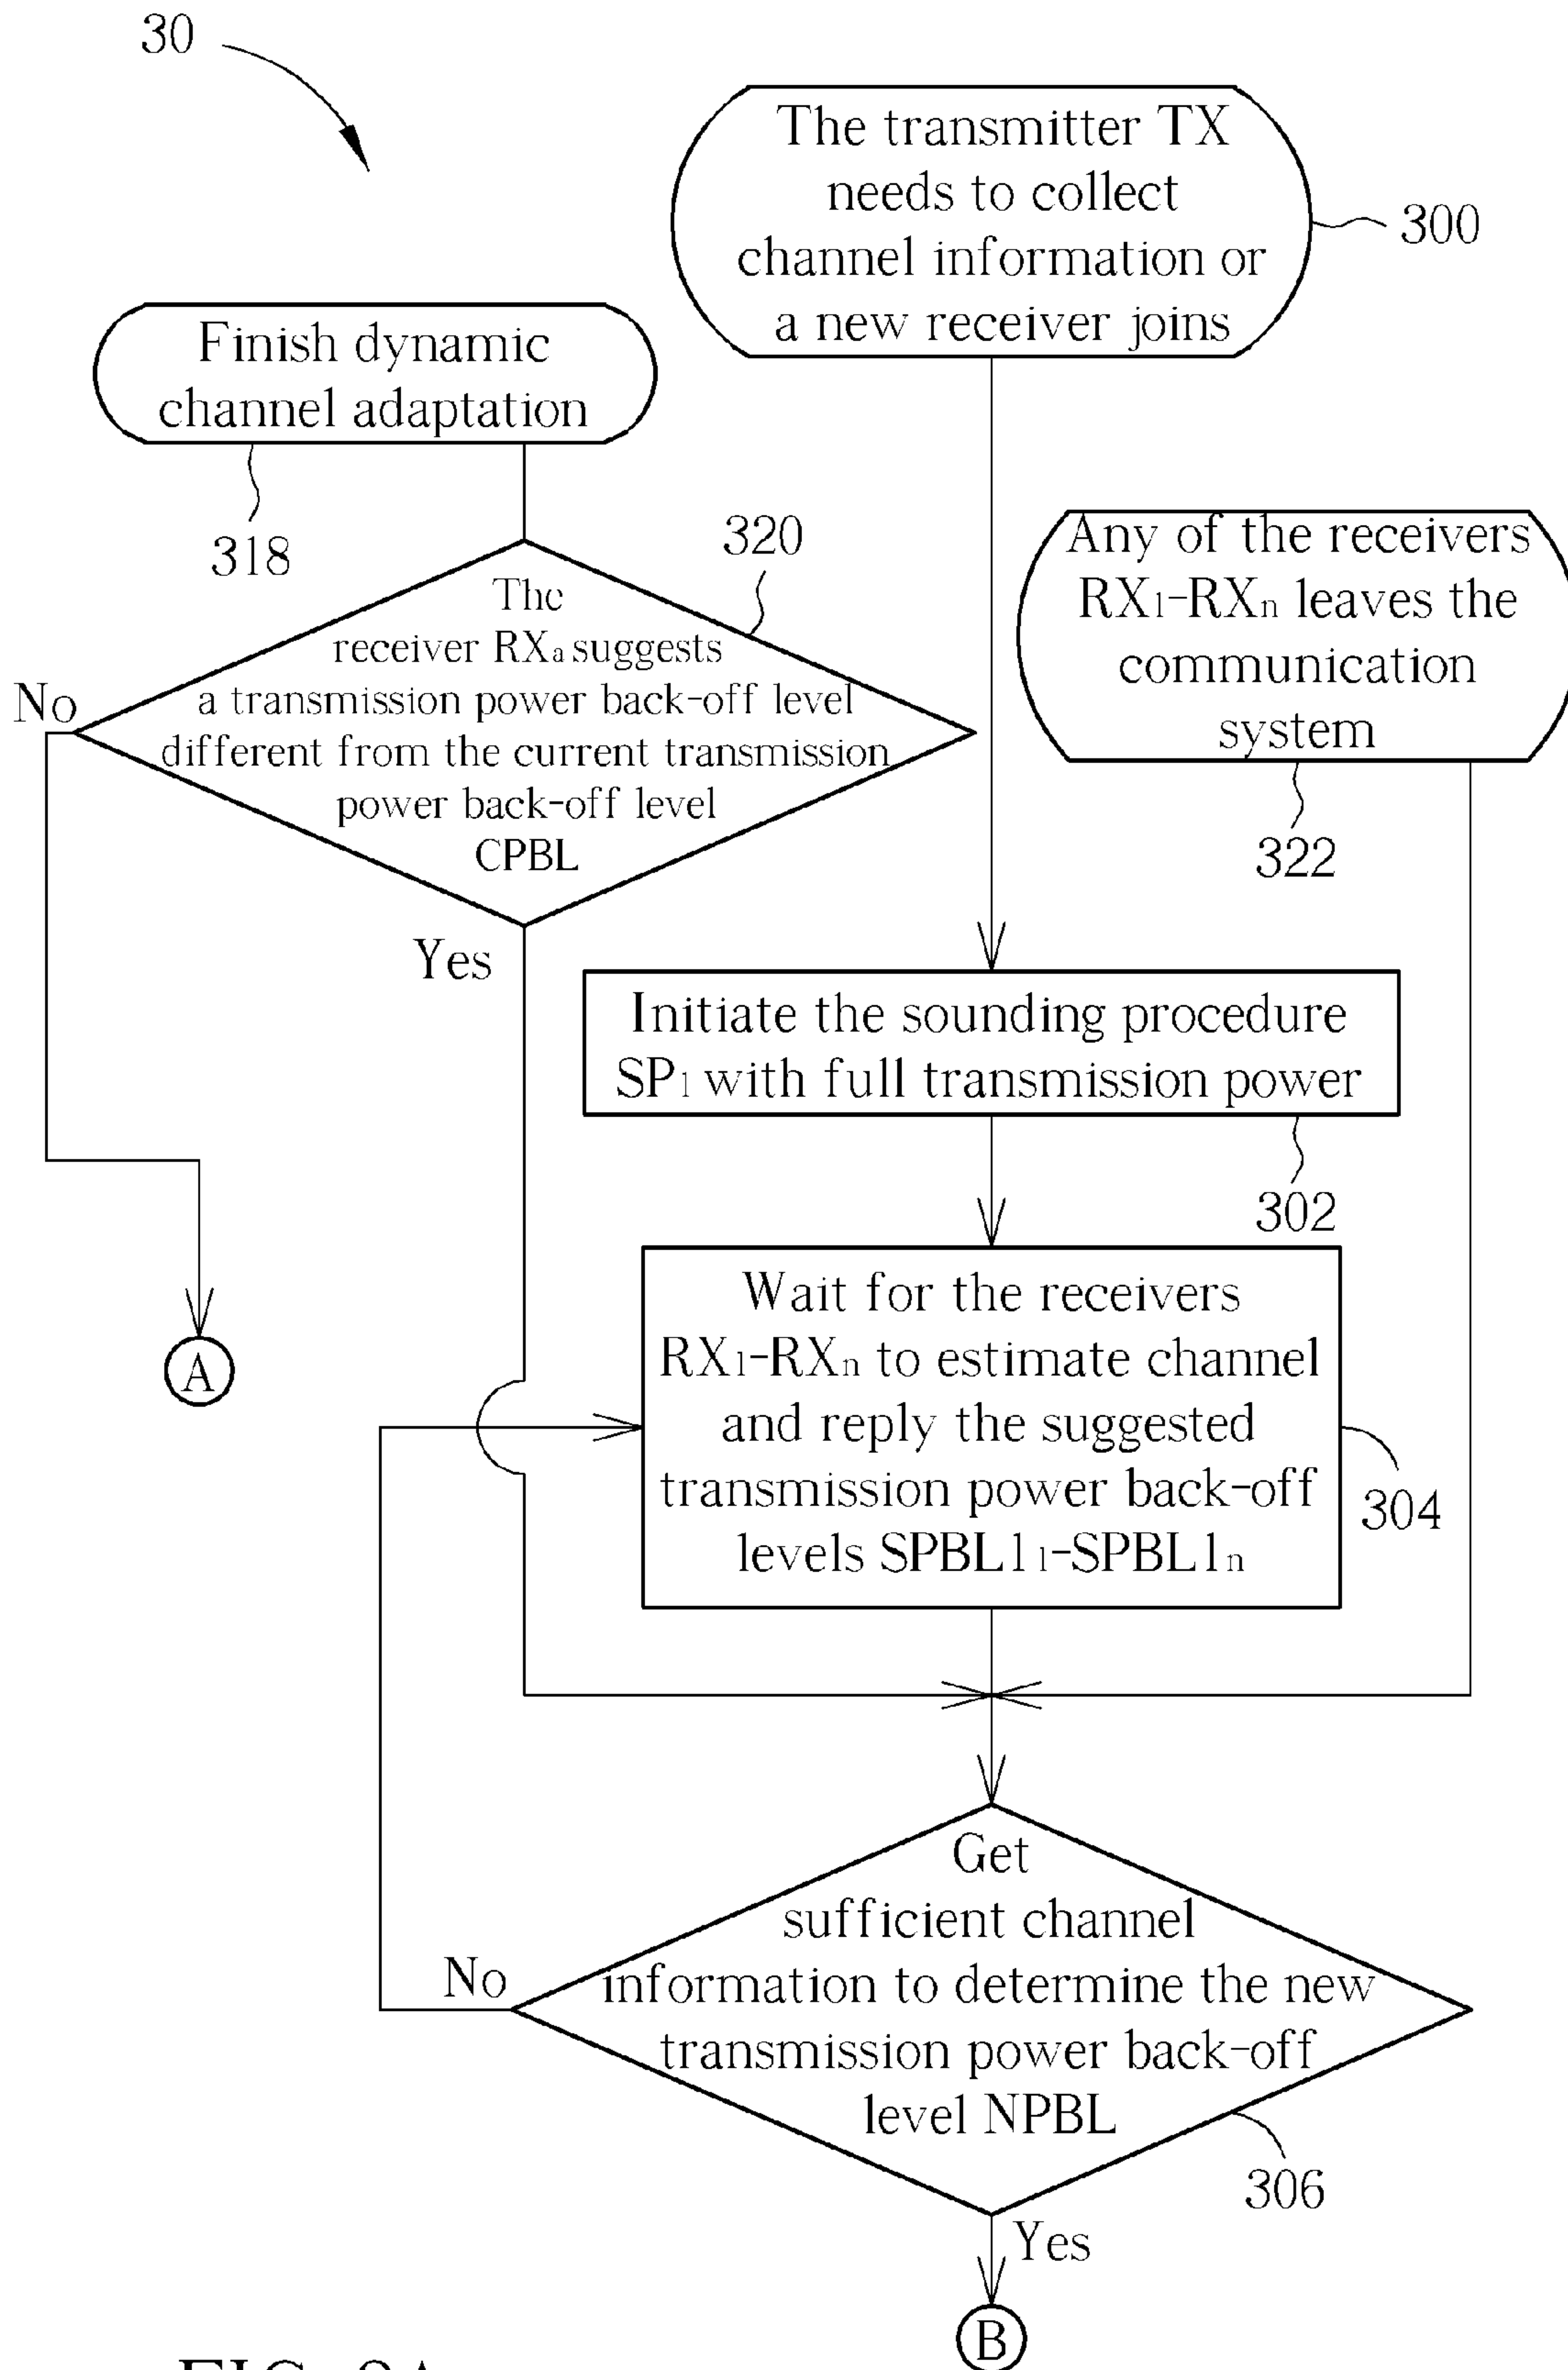 30
The transmitter TX
needs to collect
channel information or
a new receiver joins
300
Finish dynamic
channel adaptation
318
320
The
receiver RXa suggests
a transmission power back-off level
different from the current transmission
power back-off level
CPBL
No
Yes
Any of the receivers
RX1-RXn leaves the
communication
system
322
Initiate the sounding procedure
SP1 with full transmission power
302
A
Wait for the receivers
RX1-RXn to estimate channel
and reply the suggested
transmission power back-off
levels SPBL11-SPBL1n
304
Get
sufficient channel
information to determine the new
transmission power back-off
level NPBL
No
306
Yes
B